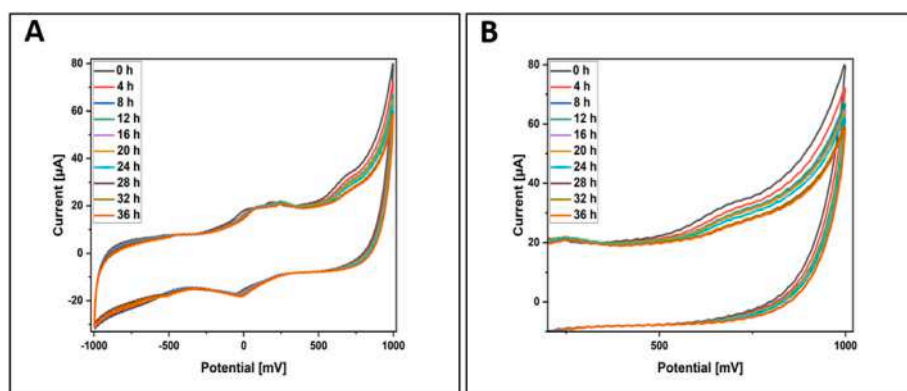 A
80
60
40
20
0
-20
Current [µA]
0 h
4 h
8 h
12 h
16 h
20 h
24 h
28 h
32 h
36 h
-1000 -500 0 500 1000
Potential [mV]
B
80
60
40
20
0
Current [µA]
0 h
4 h
8 h
12 h
16 h
20 h
24 h
28 h
32 h
36 h
500 1000
Potential [mV]